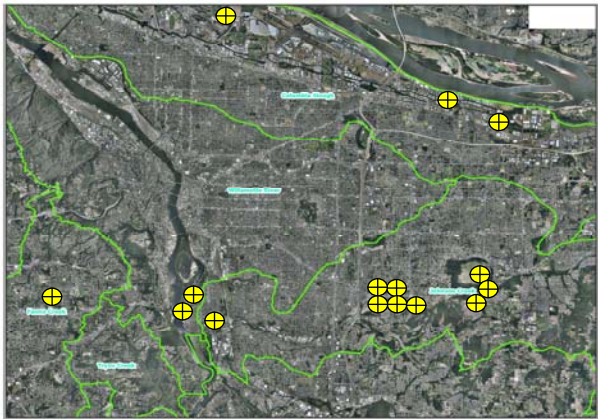 Columbia Slough
Willamette River
Johnson Creek
Fanno Creek
Tryon Creek